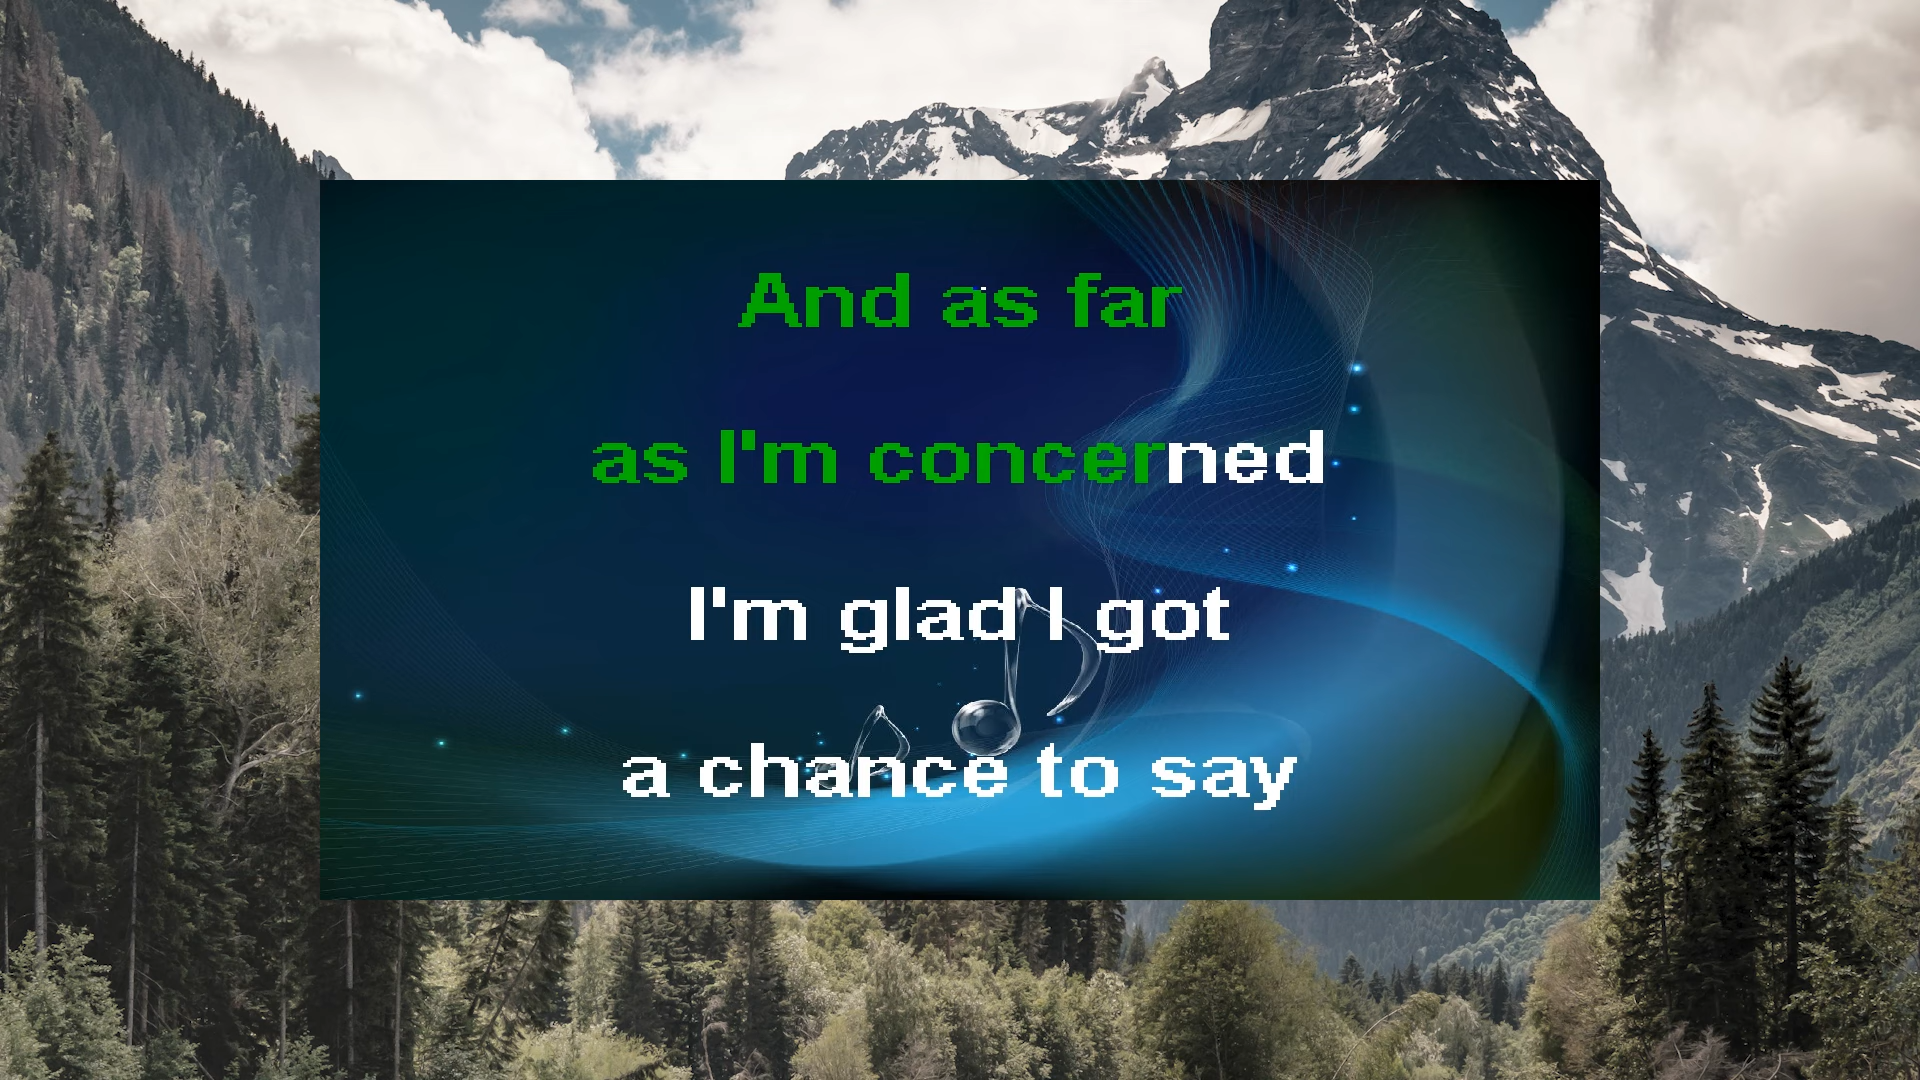 And as far
as I'm concerned
I'm glad I got
a chance to say